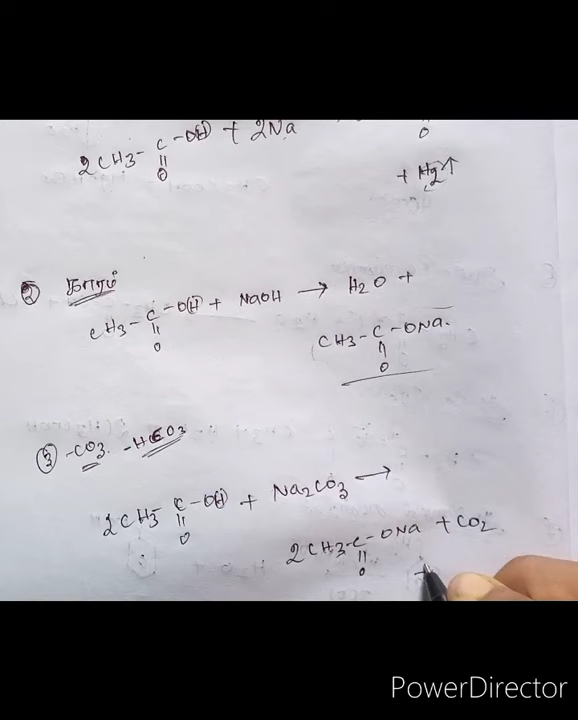 2CH3-C-OH + 2Na
O
O
+ H2↑
② காரம்
CH3-C-OH + NaOH → H2O +
O
CH3-C-ONa.
O
③ -CO3. -HCO3
2CH3 C-OH + Na2CO3 →
O
2CH3-C-ONa + CO2
O
+
PowerDirector